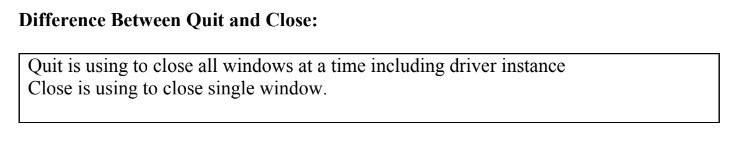 Difference Between Quit and Close:
Quit is using to close all windows at a time including driver instance
Close is using to close single window.